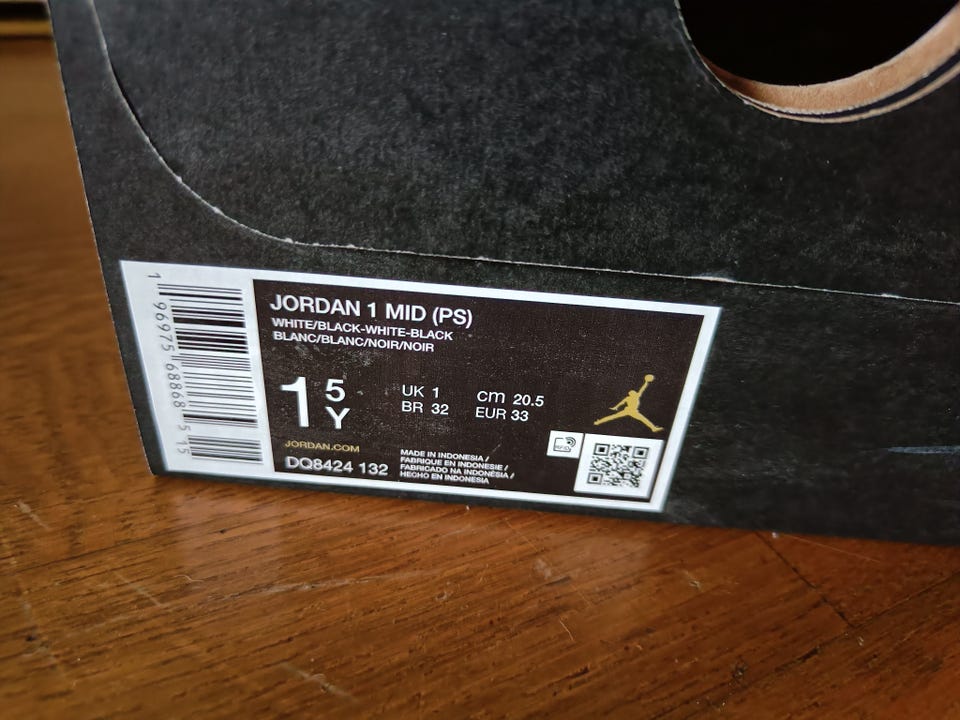 JORDAN 1 MID (PS)
WHITE/BLACK-WHITE-BLACK
BLANC/BLANC/NOIR/NOIR
1 5 Y
UK 1
BR 32
cm 20.5
EUR 33
JORDAN.COM
DQ8424 132
MADE IN INDONESIA /
FABRIQUE EN INDONESIE /
FABRICADO NA INDONÉSIA /
HECHO EN INDONESIA
1 96975 68868 5 15